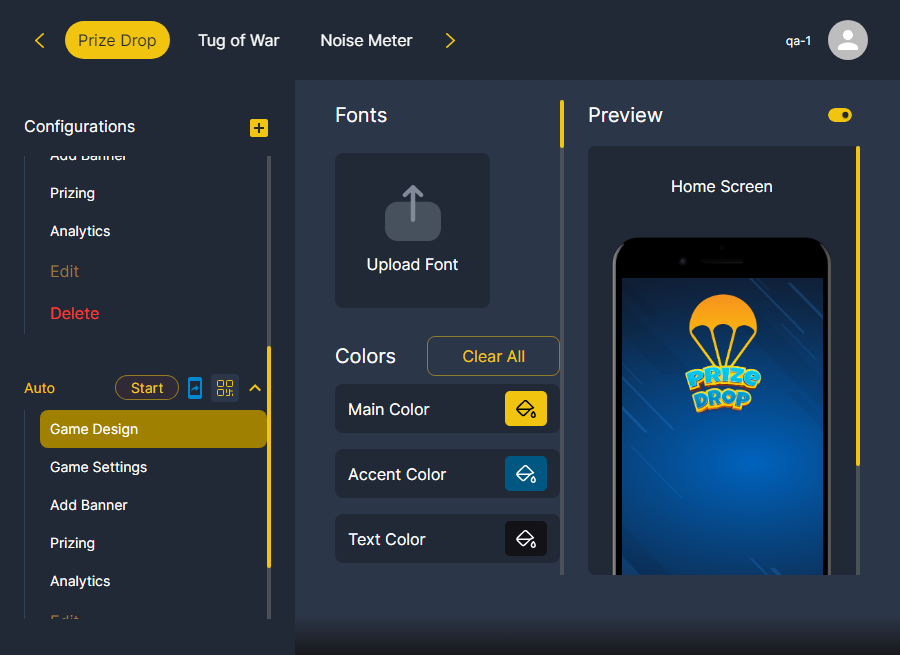 Prize Drop
Tug of War
Noise Meter
qa-1
Configurations
Add Banner
Prizing
Analytics
Edit
Delete
Auto
Start
Game Design
Game Settings
Add Banner
Prizing
Analytics
Edit
Fonts
Upload Font
Colors
Clear All
Main Color
Accent Color
Text Color
Preview
Home Screen
PRIZE
DROP